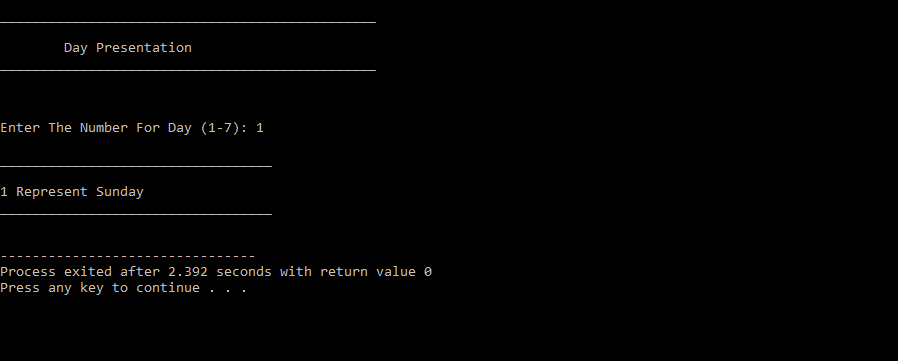 _______________________________________________
Day Presentation
_______________________________________________
Enter The Number For Day (1-7): 1
__________________________________
1 Represent Sunday
__________________________________
--------------------------------
Process exited after 2.392 seconds with return value 0
Press any key to continue . . .